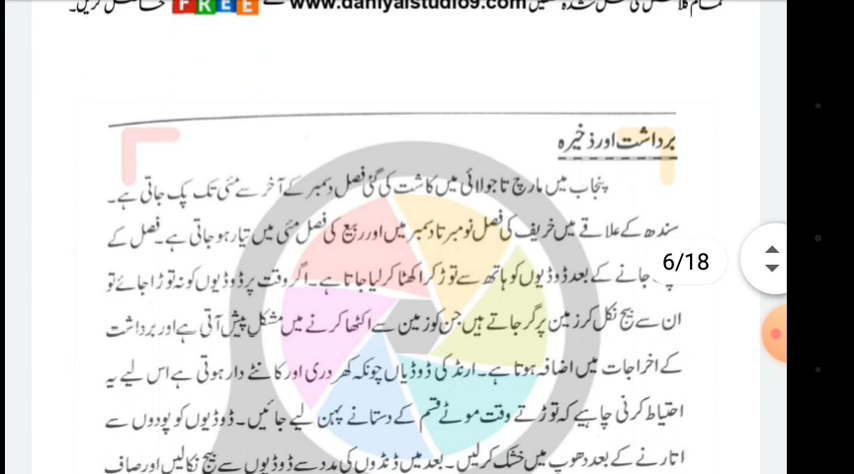 تمام کلاسز کی حل شدہ www.daniyalstudio9.com سے FREE حاصل کریں۔
برداشت اور ذخیرہ
پنجاب میں مارچ تا جولائی میں کاشت کی گئی فصل دسمبر کے آخر سے مئی تک پک جاتی ہے۔
سندھ کے علاقے میں خریف کی فصل نومبر تا دسمبر میں اور ربیع کی فصل مئی میں تیار ہو جاتی ہے۔ فصل کے
جانے کے بعد ڈوڈیوں کو ہاتھ سے توڑ کر اکٹھا کر لیا جاتا ہے۔ اگر وقت پر ڈوڈیوں کو نہ توڑا جائے تو
6/18
ان سے بیج نکل کر زمین پر گر جاتے ہیں جن کو زمین سے اکٹھا کرنے میں مشکل پیش آتی ہے اور برداشت
کے اخراجات میں اضافہ ہوتا ہے۔ ارنڈ کی ڈوڈیاں چونکہ کھردری اور کانٹے دار ہوتی ہے اس لیے یہ
احتیاط کرنی چاہیے کہ توڑتے وقت موٹے قسم کے دستانے پہن لیے جائیں۔ ڈوڈیوں کو پودوں سے
اتارنے کے بعد دھوپ میں خشک کر لیں۔ بعد میں ڈنڈوں کی مدد سے ڈوڈیوں سے بیج نکالیں اور صاف